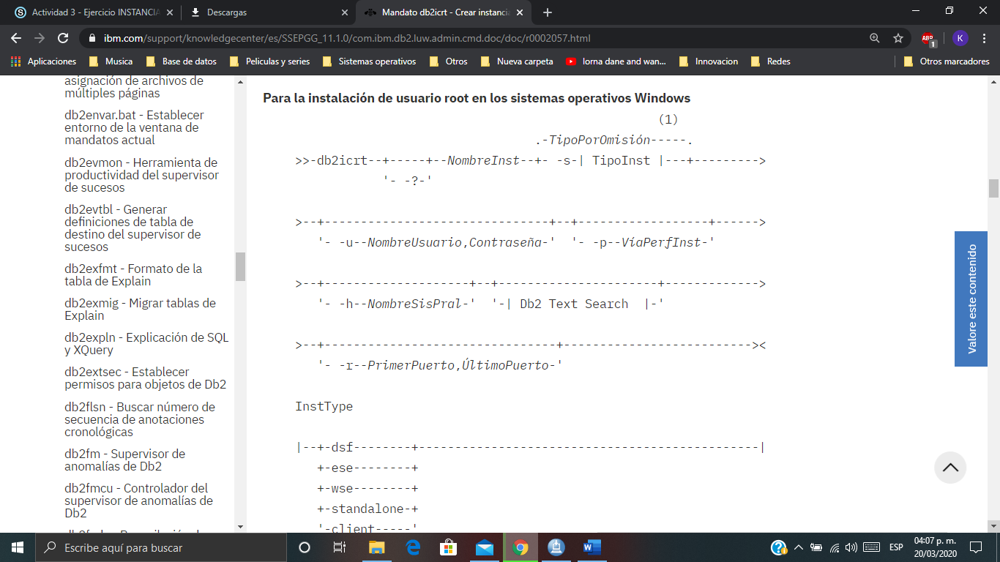 Actividad 3 - Ejercicio INSTANCIA
Descargas
Mandato db2icrt - Crear instancia
ibm.com/support/knowledgecenter/es/SSEPGG_11.1.0/com.ibm.db2.luw.admin.cmd.doc/doc/r0002057.html
ABP
1
K
Aplicaciones
Musica
Base de datos
Peliculas y series
Sistemas operativos
Otros
Nueva carpeta
lorna dane and wan...
Innovacion
Redes
Otros marcadores
asignación de archivos de
múltiples páginas
db2envar.bat - Establecer
entorno de la ventana de
mandatos actual
db2evmon - Herramienta de
productividad del supervisor
de sucesos
db2evtbl - Generar
definiciones de tabla de
destino del supervisor de
sucesos
db2exfmt - Formato de la
tabla de Explain
db2exmig - Migrar tablas de
Explain
db2expln - Explicación de SQL
y XQuery
db2extsec - Establecer
permisos para objetos de Db2
db2flsn - Buscar número de
secuencia de anotaciones
cronológicas
db2fm - Supervisor de
anomalías de Db2
db2fmcu - Controlador del
supervisor de anomalías de
Db2
Para la instalación de usuario root en los sistemas operativos Windows
(1)
.-TipoPorOmisión-----.
>>-db2icrt--+-----+--NombreInst--+- -s-| TipoInst |---+--------->
'- -?-'
>--+-------------------------------+--+------------------+------>
'- -u--NombreUsuario,Contraseña-' '- -p--VíaPerfInst-'
>--+--------------------+--+----------------------+------------->
'- -h--NombreSisPral-' '-| Db2 Text Search |-'
>--+--------------------------------+--------------------------><
'- -r--PrimerPuerto,ÚltimoPuerto-'
InstType
|--+-dsf--------+-----------------------------------------------|
+-ese--------+
+-wse--------+
+-standalone-+
'-client-----'
Valore este contenido
Escribe aquí para buscar
ESP
04:07 p. m.
20/03/2020